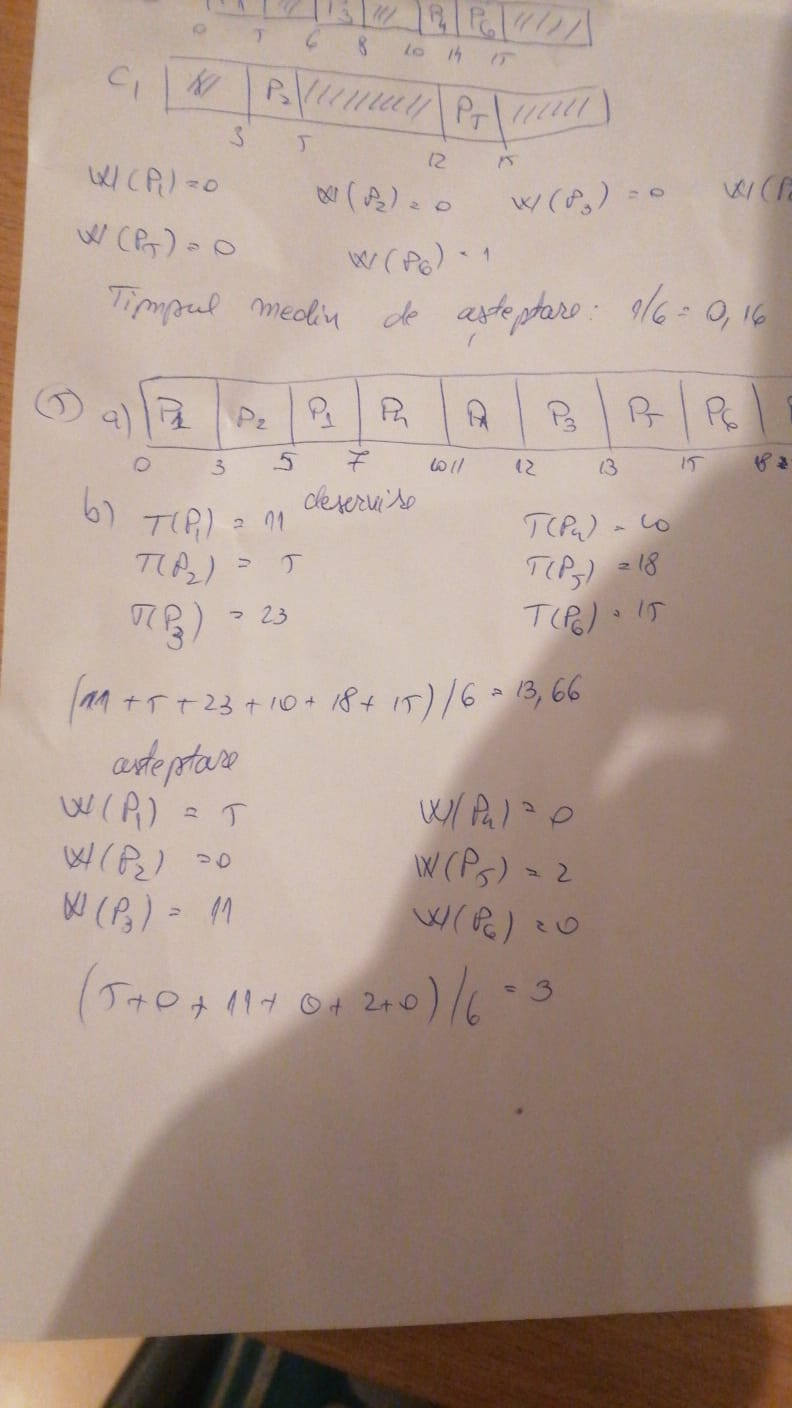 P3 P4 P6
0 5 6 8 10 14 15
C1 P2 P5
3 5 12 15
W(P1) = 0 W(P2) = 0 W(P3) = 0 W(P
W(P5) = 0 W(P6) = 1
Timpul mediu de așteptare: 1/6 = 0,16
5 a) P1 P2 P1 P4 P1 P3 P5 P6
0 3 5 7 10 11 12 13 15 18
b) deservire
T(P1) = 11 T(P4) = 10
T(P2) = 5 T(P5) = 18
T(P3) = 23 T(P6) = 15
(11 + 5 + 23 + 10 + 18 + 15) / 6 = 13,66
asteptare
W(P1) = 5 W(P4) = 0
W(P2) = 0 W(P5) = 2
W(P3) = 11 W(P6) = 0
(5 + 0 + 11 + 0 + 2 + 0) / 6 = 3